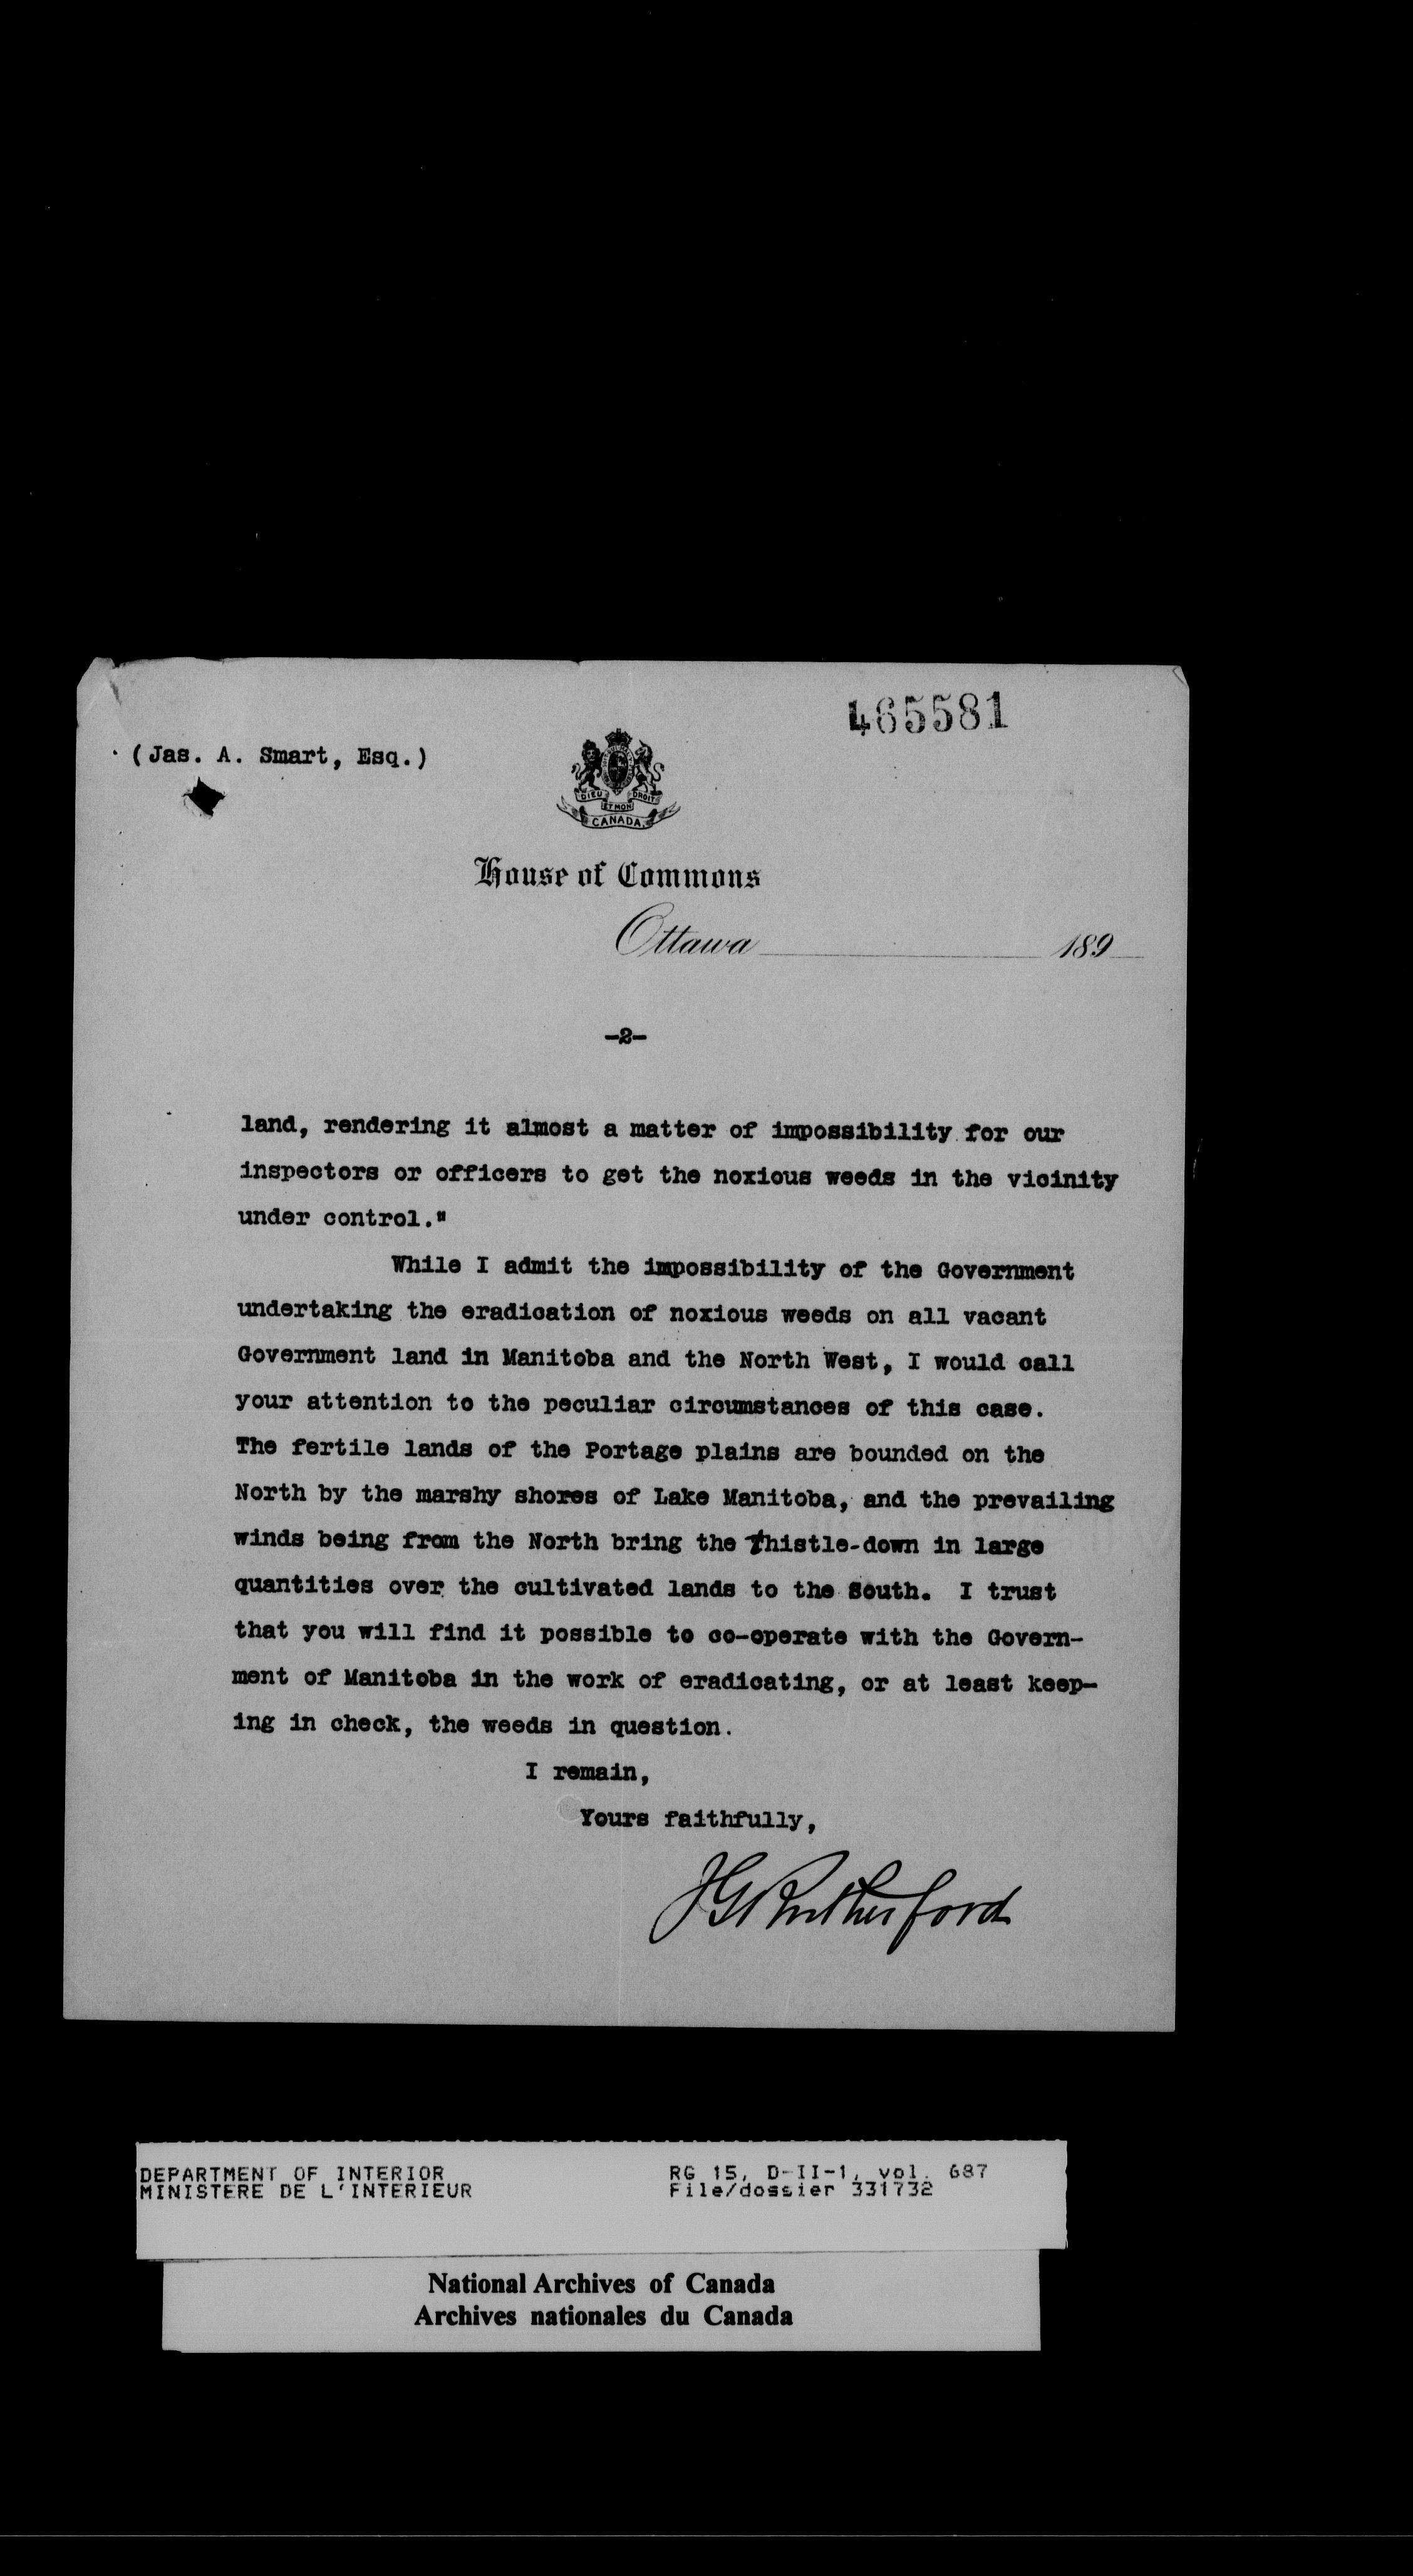 465581
(Jas. A. Smart, Esq.)
DIEU ET MON DROIT
CANADA
House of Commons
Ottawa 189
-2-
land, rendering it almost a matter of impossibility for our
inspectors or officers to get the noxious weeds in the vicinity
under control."
While I admit the impossibility of the Government
undertaking the eradication of noxious weeds on all vacant
Government land in Manitoba and the North West, I would call
your attention to the peculiar circumstances of this case.
The fertile lands of the Portage plains are bounded on the
North by the marshy shores of Lake Manitoba, and the prevailing
winds being from the North bring the thistle-down in large
quantities over the cultivated lands to the South. I trust
that you will find it possible to co-operate with the Govern-
ment of Manitoba in the work of eradicating, or at least keep-
ing in check, the weeds in question.
I remain,
Yours faithfully,
JGRutherford
DEPARTMENT OF INTERIOR RG 15, D-II-1, vol. 687
MINISTERE DE L'INTERIEUR File/dossier 331732
National Archives of Canada
Archives nationales du Canada